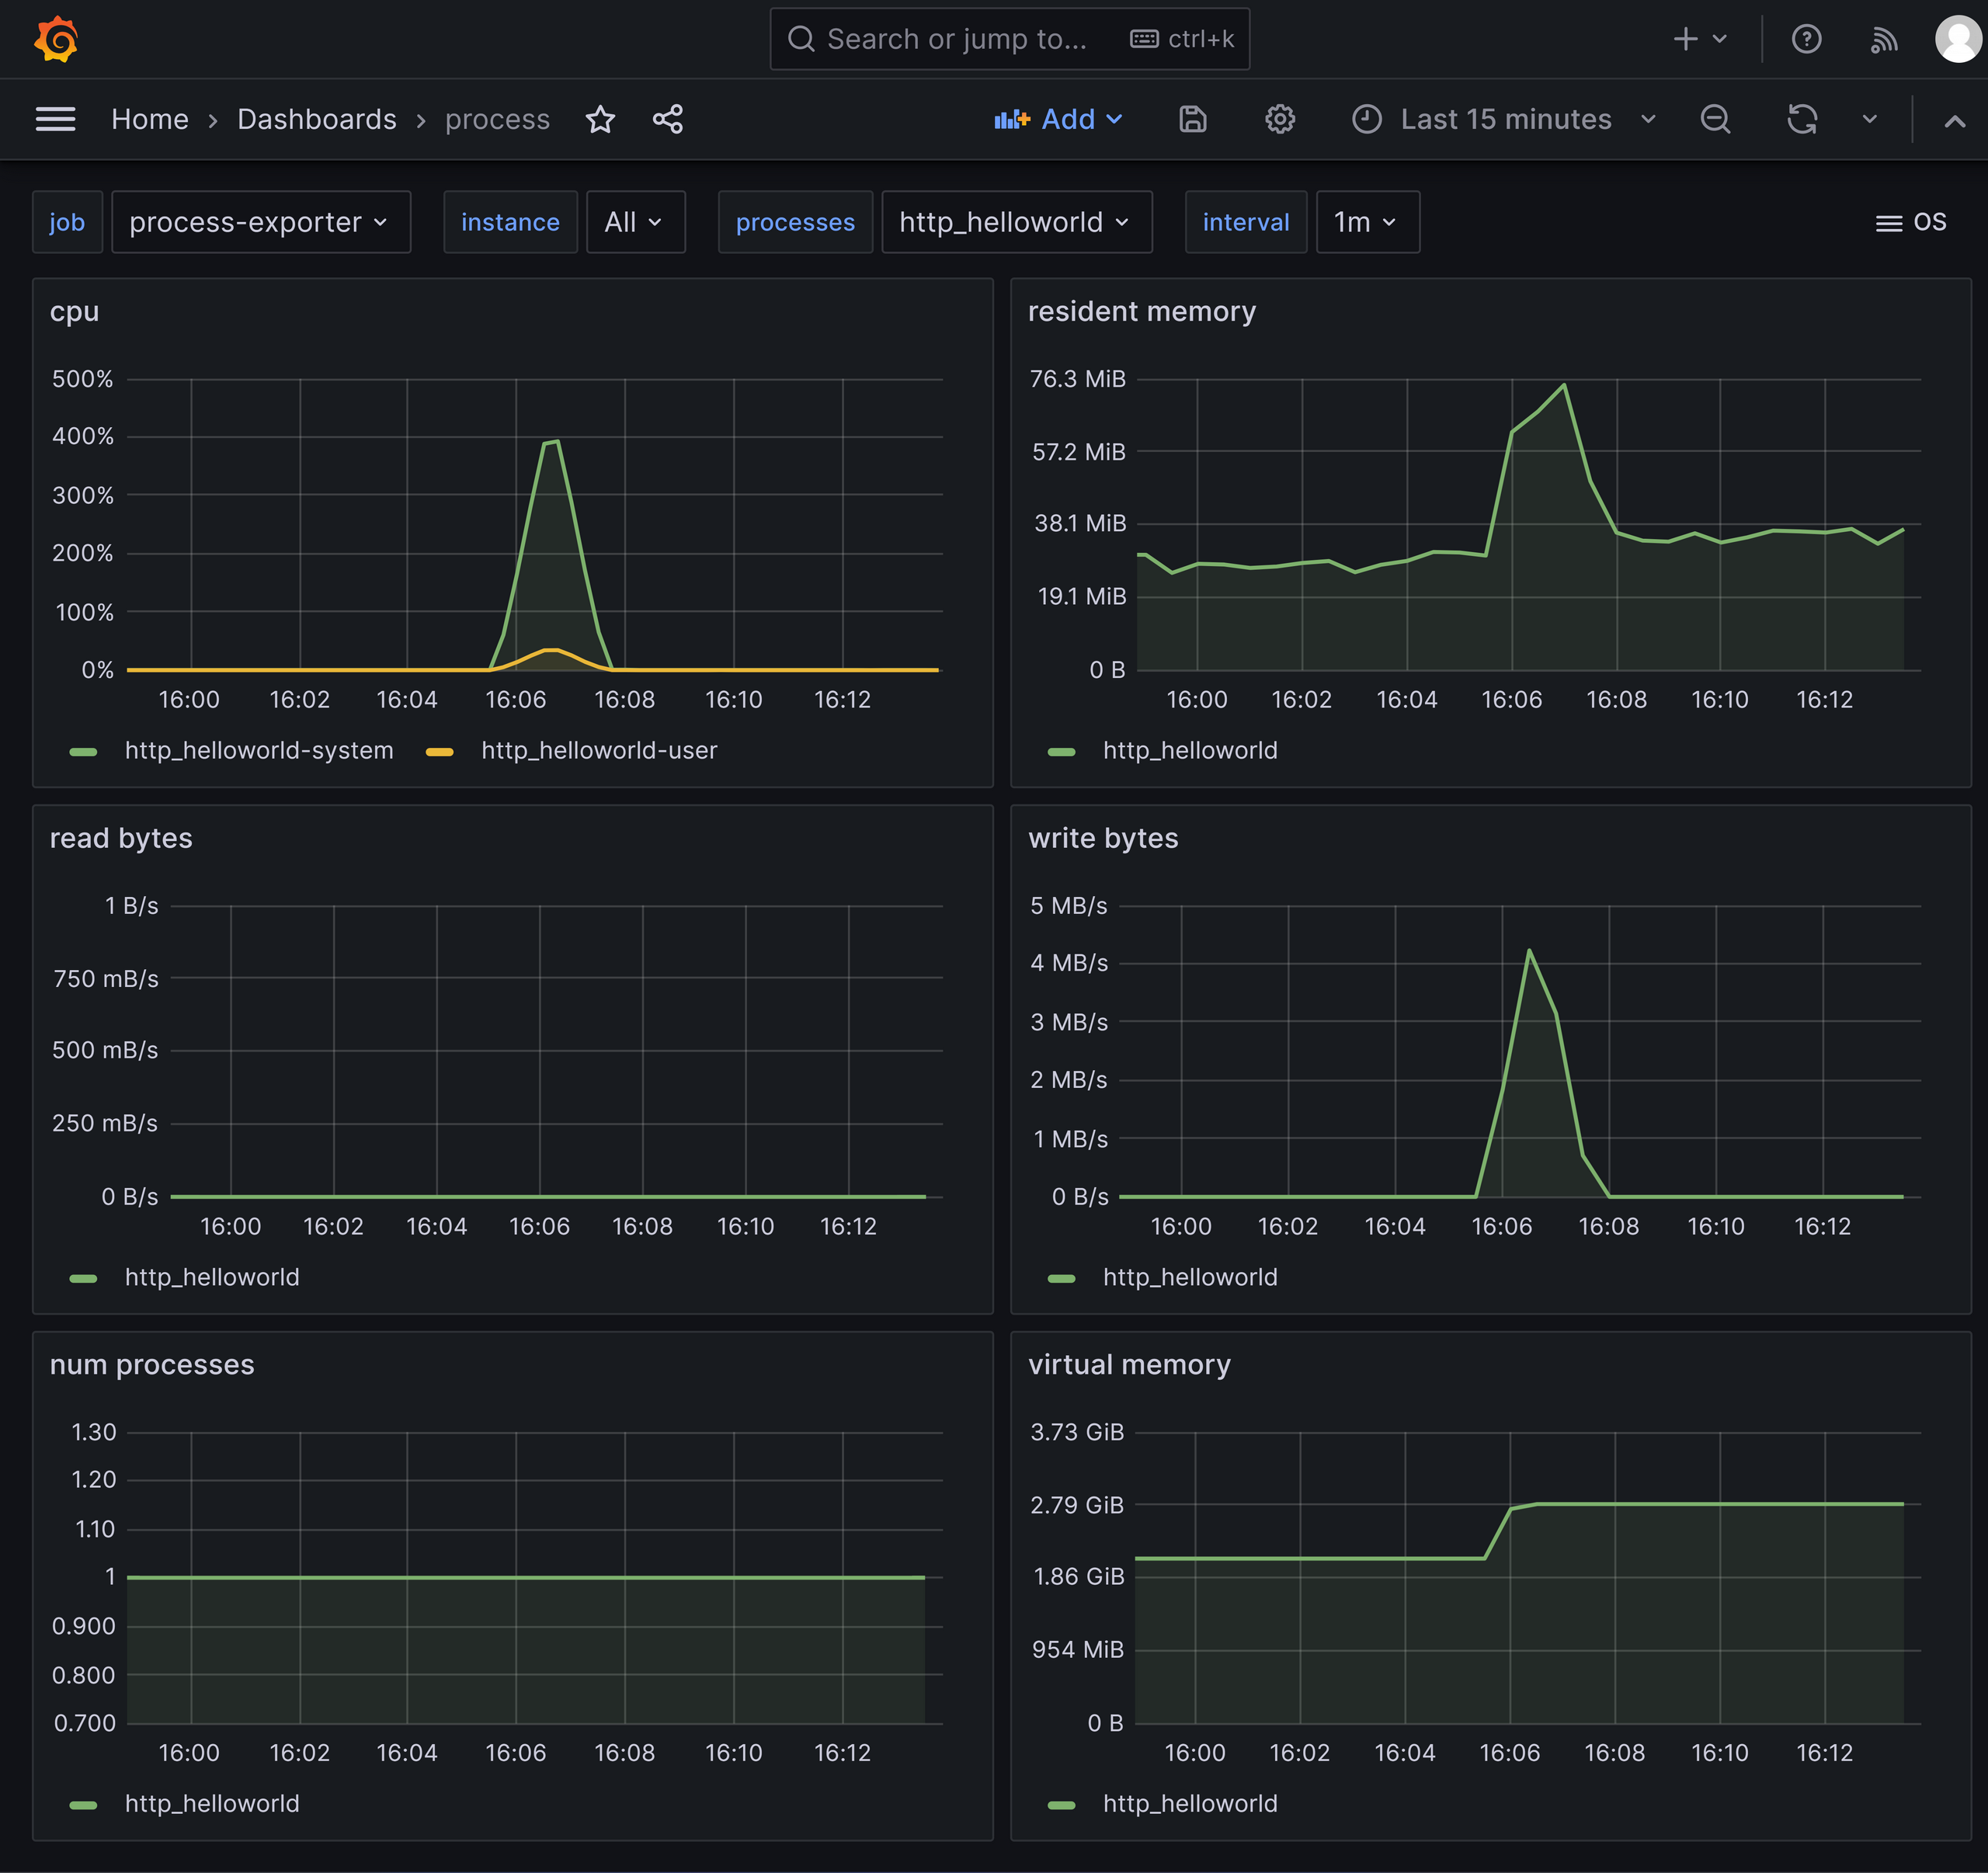 Search or jump to... ctrl+k
Home › Dashboards › process Add Last 15 minutes
job process-exporter instance All processes http_helloworld interval 1m OS
cpu
500%
400%
300%
200%
100%
0%
16:00 16:02 16:04 16:06 16:08 16:10 16:12
http_helloworld-system http_helloworld-user
resident memory
76.3 MiB
57.2 MiB
38.1 MiB
19.1 MiB
0 B
16:00 16:02 16:04 16:06 16:08 16:10 16:12
http_helloworld
read bytes
1 B/s
750 mB/s
500 mB/s
250 mB/s
0 B/s
16:00 16:02 16:04 16:06 16:08 16:10 16:12
http_helloworld
write bytes
5 MB/s
4 MB/s
3 MB/s
2 MB/s
1 MB/s
0 B/s
16:00 16:02 16:04 16:06 16:08 16:10 16:12
http_helloworld
num processes
1.30
1.20
1.10
1
0.900
0.800
0.700
16:00 16:02 16:04 16:06 16:08 16:10 16:12
http_helloworld
virtual memory
3.73 GiB
2.79 GiB
1.86 GiB
954 MiB
0 B
16:00 16:02 16:04 16:06 16:08 16:10 16:12
http_helloworld